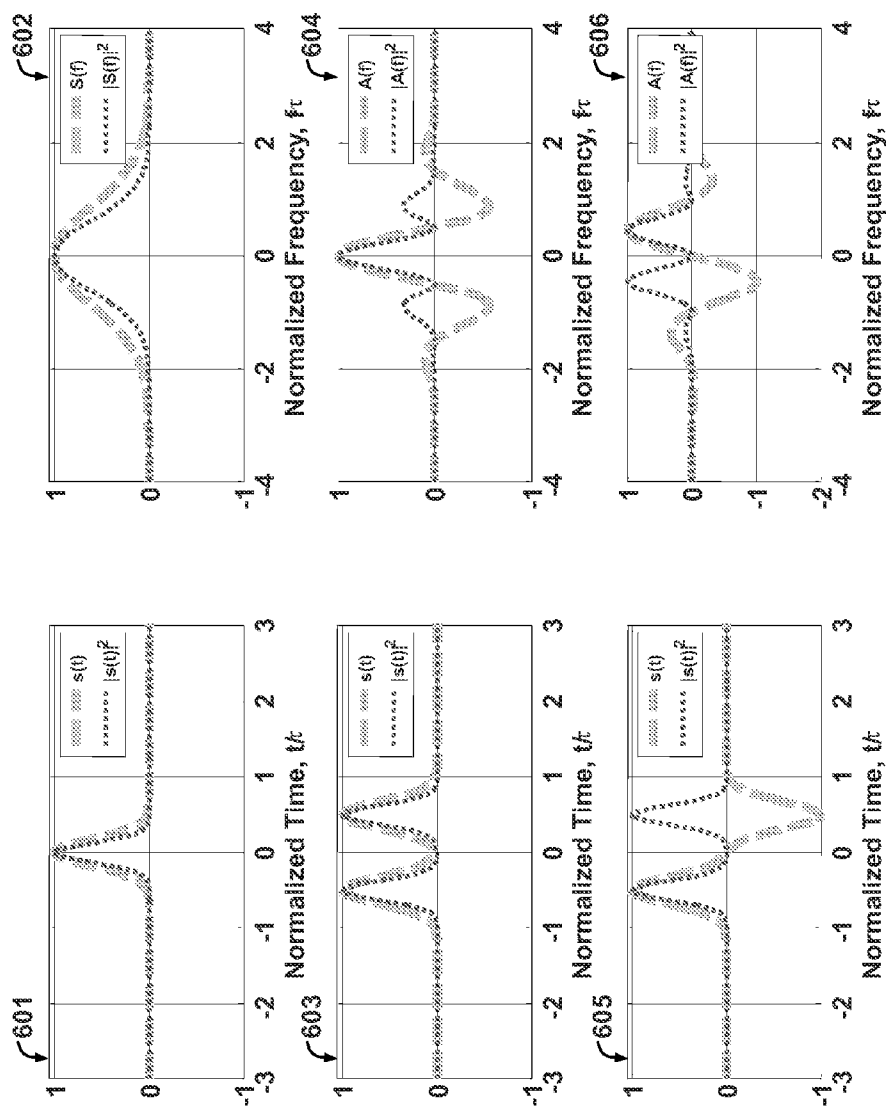 601
1
0
-1
s(t)
|s(t)|²
-3 -2 -1 0 1 2 3
Normalized Time, t/τ
602
1
0
-1
S(f)
|S(f)|²
-4 -2 0 2 4
Normalized Frequency, fτ
603
1
0
-1
s(t)
|s(t)|²
-3 -2 -1 0 1 2 3
Normalized Time, t/τ
604
1
0
-1
A(f)
|A(f)|²
-4 -2 0 2 4
Normalized Frequency, fτ
605
1
0
-1
s(t)
|s(t)|²
-3 -2 -1 0 1 2 3
Normalized Time, t/τ
606
1
0
-1
-2
A(f)
|A(f)|²
-4 -2 0 2 4
Normalized Frequency, fτ